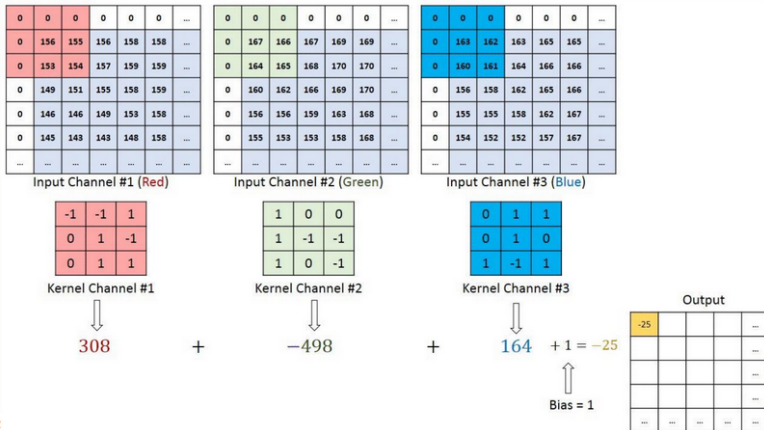 0 0 0 0 0 0 ...
0 156 155 156 158 158 ...
0 153 154 157 159 159 ...
0 149 151 155 158 159 ...
0 146 146 149 153 158 ...
0 145 143 143 148 158 ...
... ... ... ... ... ... ...
Input Channel #1 (Red)
0 0 0 0 0 0 ...
0 167 166 167 169 169 ...
0 164 165 168 170 170 ...
0 160 162 166 169 170 ...
0 156 156 159 163 168 ...
0 155 153 153 158 168 ...
... ... ... ... ... ... ...
Input Channel #2 (Green)
0 0 0 0 0 0 ...
0 163 162 163 165 165 ...
0 160 161 164 166 166 ...
0 156 158 162 165 166 ...
0 155 155 158 162 167 ...
0 154 152 152 157 167 ...
... ... ... ... ... ... ...
Input Channel #3 (Blue)
-1 -1 1
0 1 -1
0 1 1
Kernel Channel #1
1 0 0
1 -1 -1
1 0 -1
Kernel Channel #2
0 1 1
0 1 0
1 -1 1
Kernel Channel #3
308 + −498 + 164 + 1 = −25
Bias = 1
Output
-25 ...
...
...
...
... ... ... ... ...